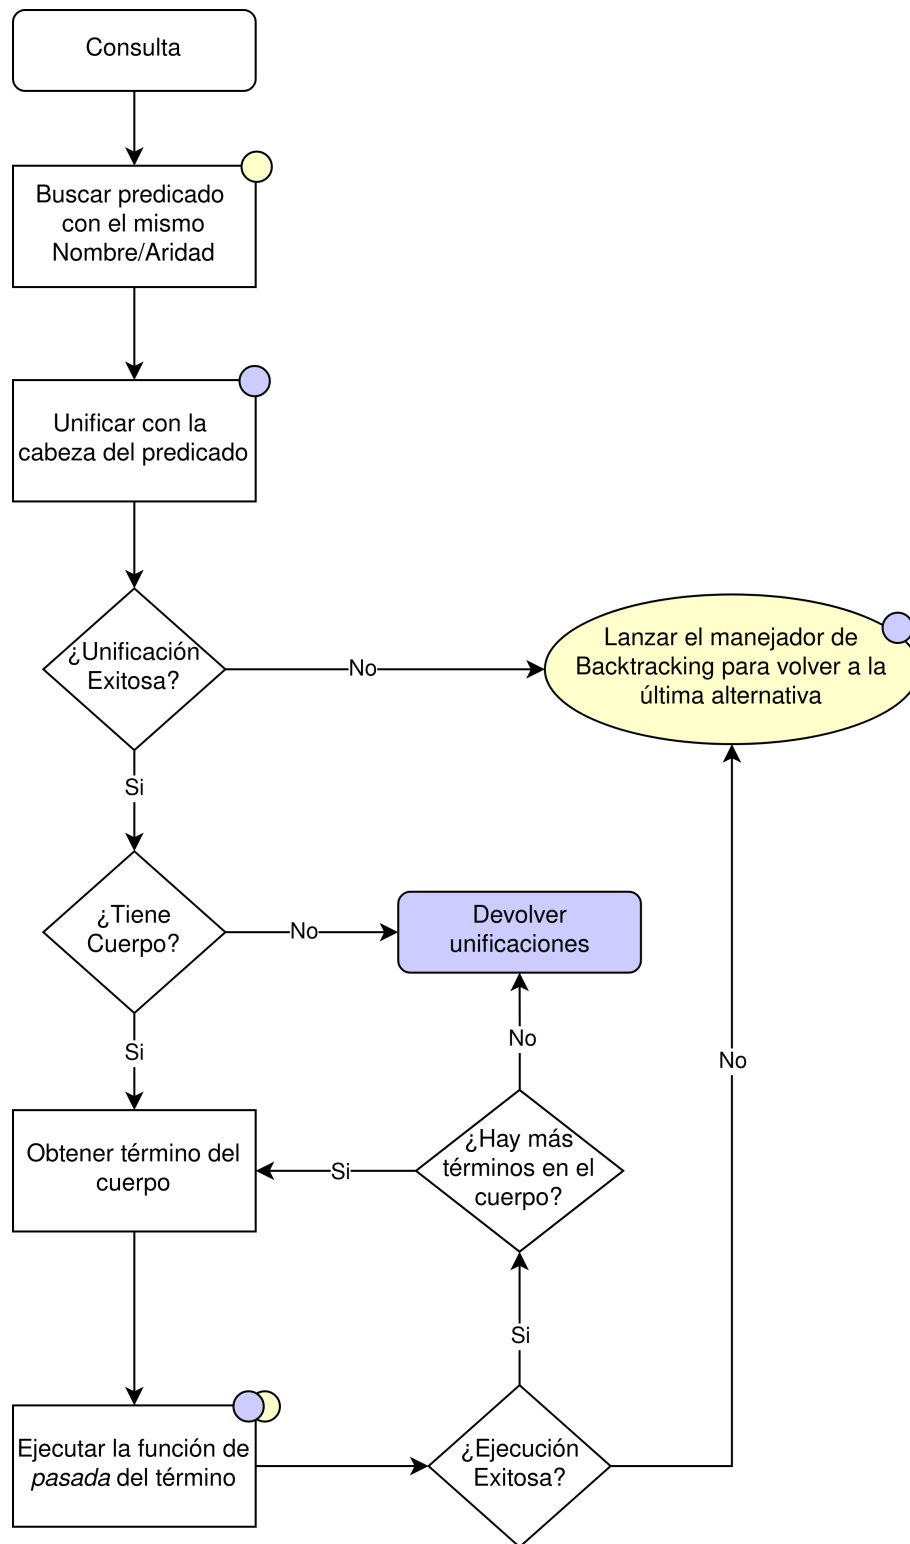 Consulta
Buscar predicado
con el mismo
Nombre/Aridad
Unificar con la
cabeza del predicado
¿Unificación
Exitosa?
No
Lanzar el manejador de
Backtracking para volver a la
última alternativa
Si
¿Tiene
Cuerpo?
No
Devolver
unificaciones
Si
No
No
Obtener término del
cuerpo
Si
¿Hay más
términos en el
cuerpo?
Si
Ejecutar la función de
pasada del término
¿Ejecución
Exitosa?